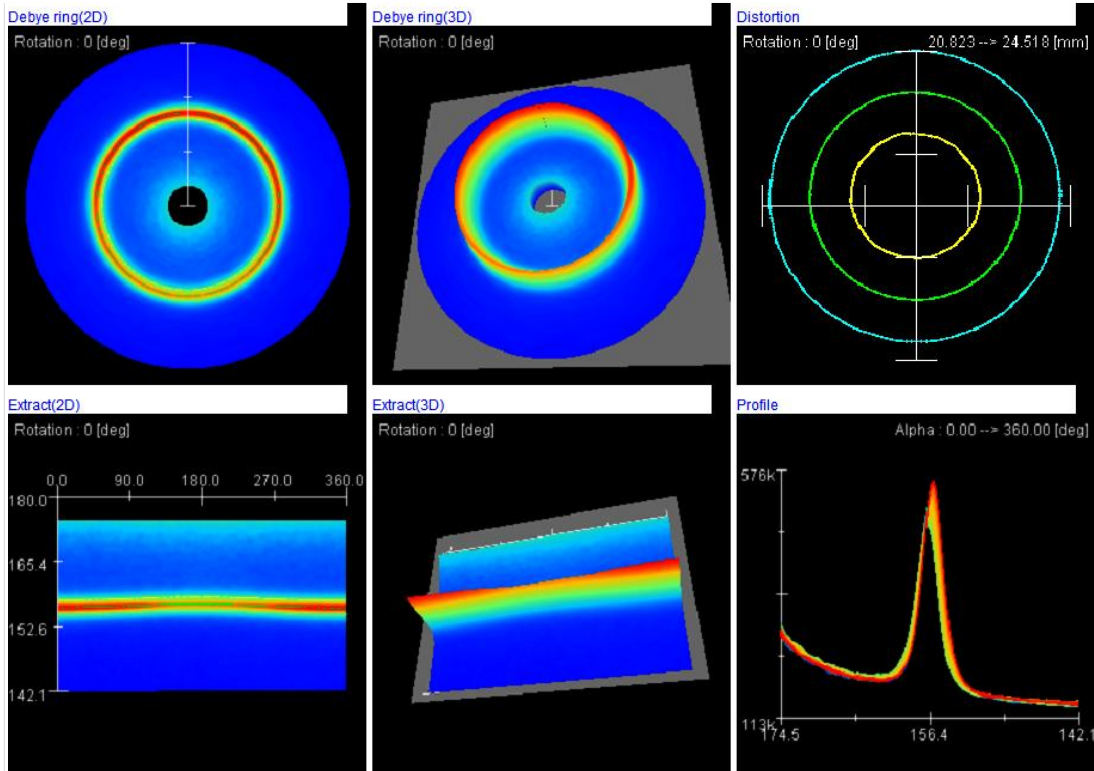 Debye ring(2D)
Rotation : 0 [deg]
Debye ring(3D)
Rotation : 0 [deg]
Distortion
Rotation : 0 [deg] 20.823 --> 24.518 [mm]
Extract(2D)
Rotation : 0 [deg]
0.0 90.0 180.0 270.0 360.0
180.0
165.4
152.6
142.1
Extract(3D)
Rotation : 0 [deg]
Profile
Alpha : 0.00 --> 360.00 [deg]
576k
113k
174.5 156.4 142.1